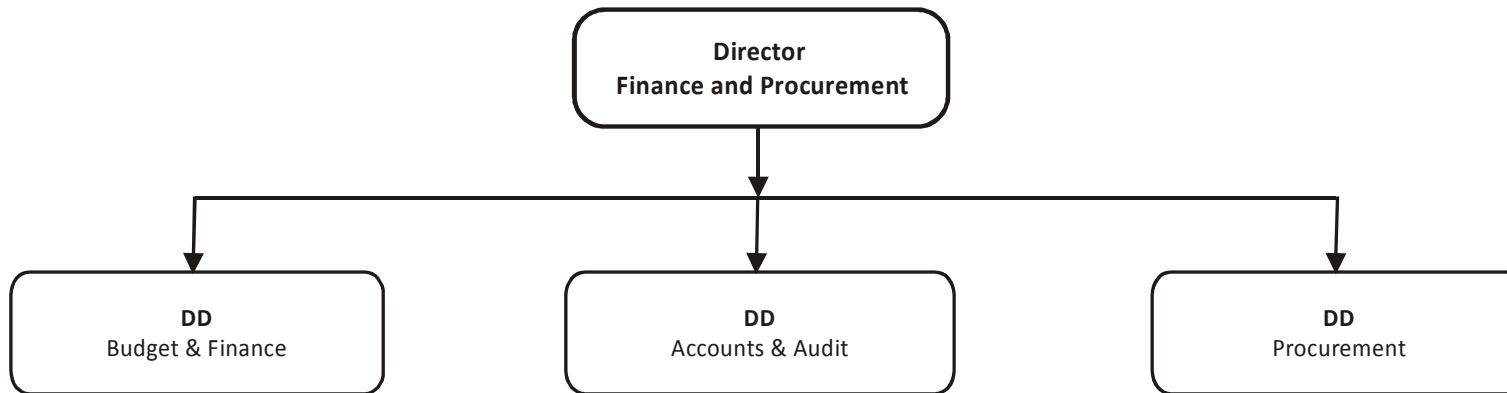 Director
Finance and Procurement
DD
Budget & Finance
DD
Accounts & Audit
DD
Procurement